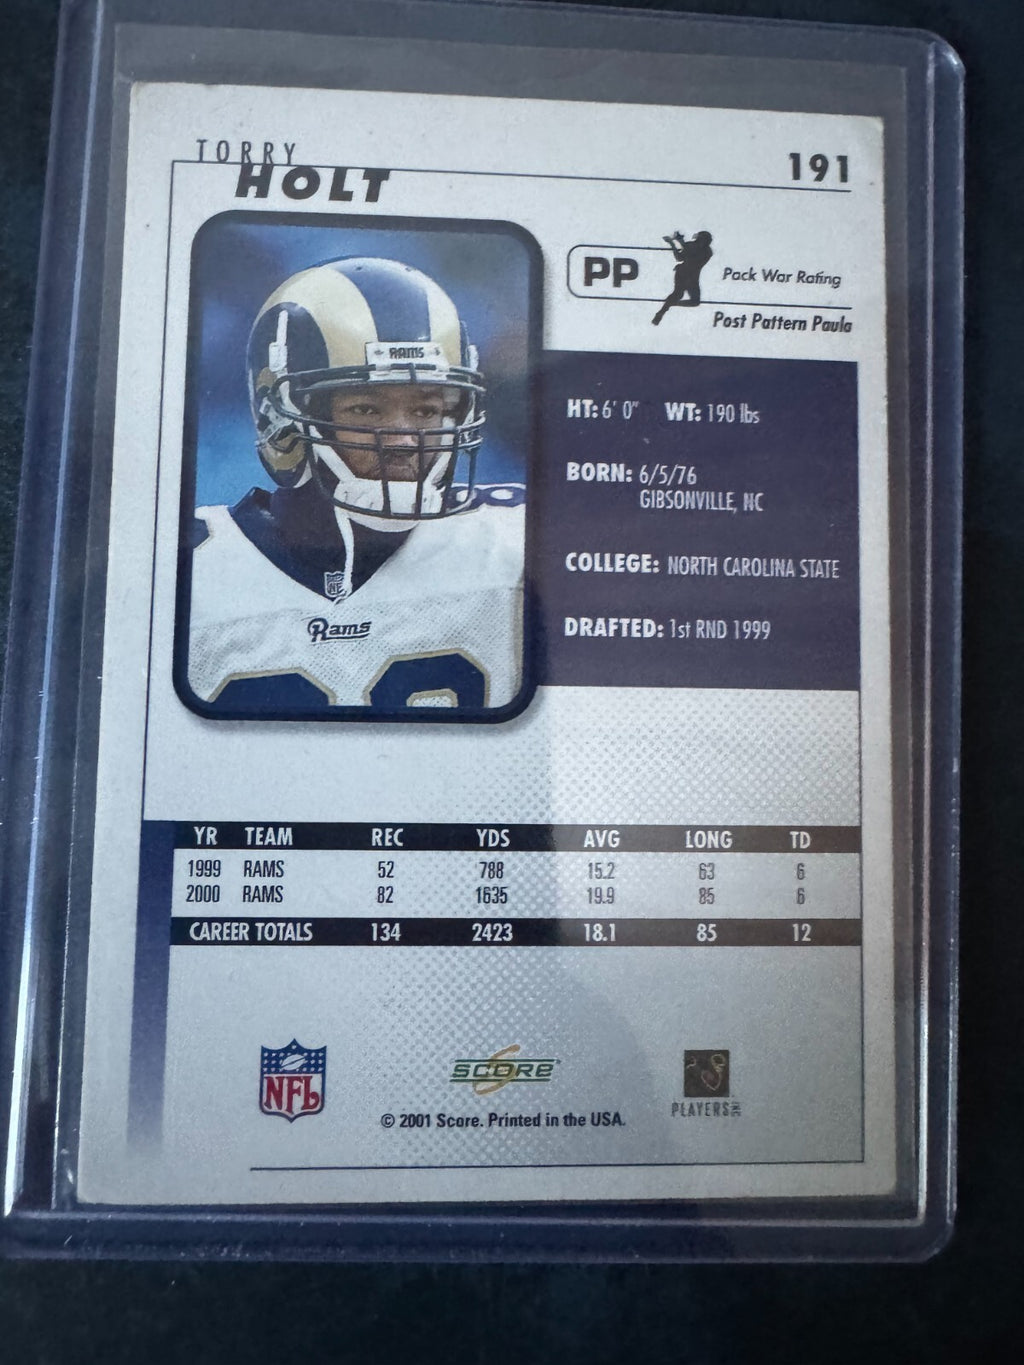 TORRY
HOLT
191
PP
Pack War Rating
Post Pattern Paula
RAMS
Rams
HT: 6' 0" WT: 190 lbs
BORN: 6/5/76
GIBSONVILLE, NC
COLLEGE: NORTH CAROLINA STATE
DRAFTED: 1st RND 1999
YR TEAM REC YDS AVG LONG TD
1999 RAMS 52 788 15.2 63 6
2000 RAMS 82 1635 19.9 85 6
CAREER TOTALS 134 2423 18.1 85 12
NFL
SCORE
PLAYERS INC
© 2001 Score. Printed in the USA.